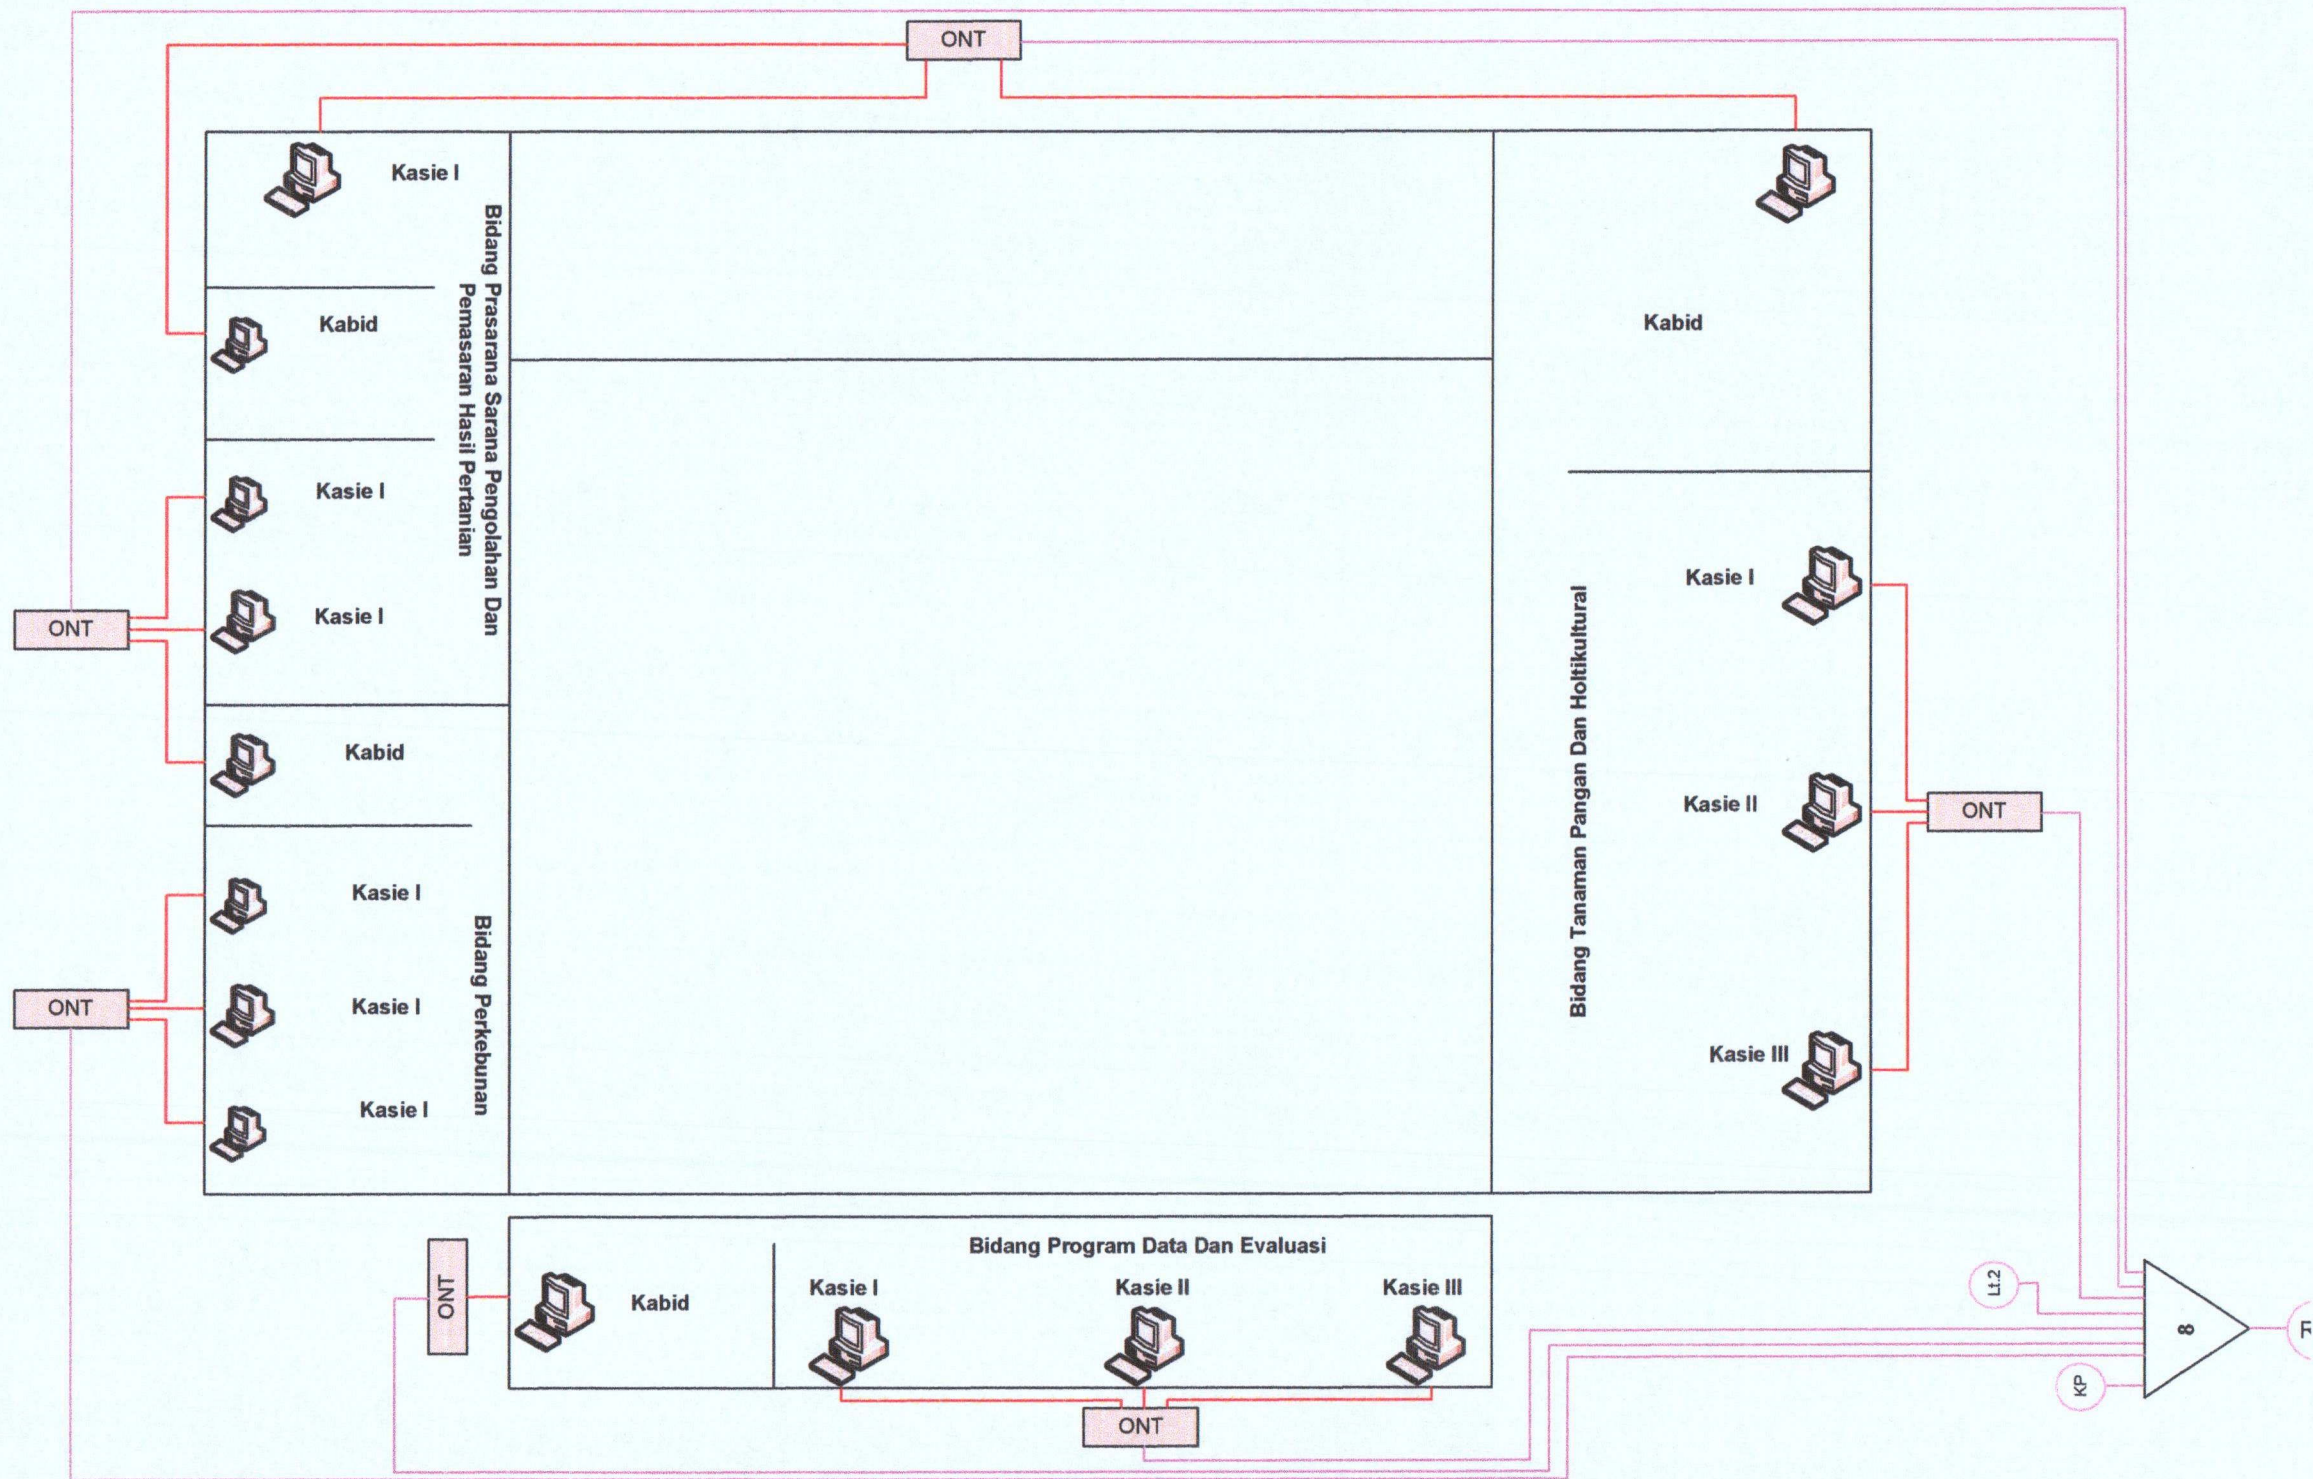 ONT
Kasie I
Bidang Prasarana Sarana Pengolahan Dan
Pemasaran Hasil Pertanian
Kabid
Kasie I
Kasie I
ONT
Kabid
Kasie I
Bidang Perkebunan
Kasie I
ONT
Kasie I
Kabid
Bidang Tanaman Pangan Dan Holtikultural
Kasie I
Kasie II
ONT
Kasie III
Bidang Program Data Dan Evaluasi
ONT
Kabid
Kasie I
Kasie II
Kasie III
ONT
Lt.2
8
KP